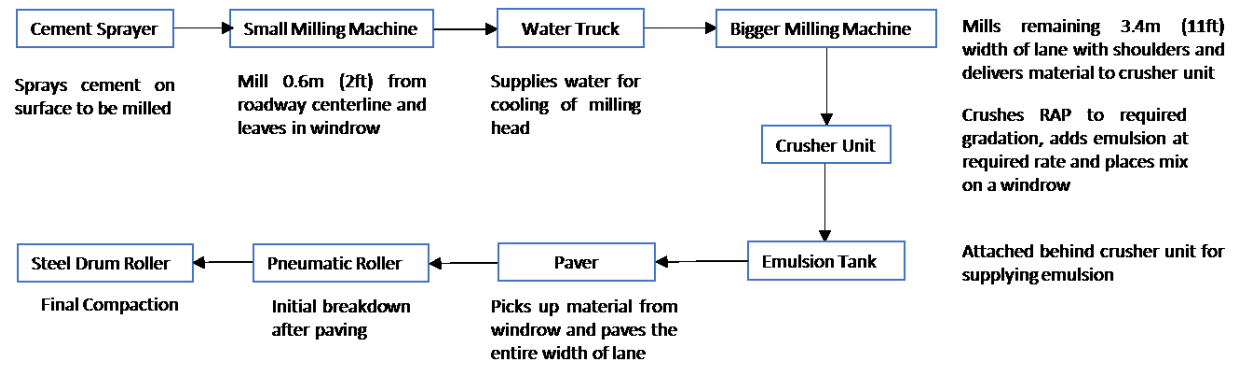 Cement Sprayer
Small Milling Machine
Water Truck
Bigger Milling Machine
Mills remaining 3.4m (11ft)
width of lane with shoulders and
delivers material to crusher unit
Sprays cement on
surface to be milled
Mill 0.6m (2ft) from
roadway centerline and
leaves in windrow
Supplies water for
cooling of milling
head
Crusher Unit
Crushes RAP to required
gradation, adds emulsion at
required rate and places mix
on a windrow
Steel Drum Roller
Pneumatic Roller
Paver
Emulsion Tank
Attached behind crusher unit for
supplying emulsion
Final Compaction
Initial breakdown
after paving
Picks up material from
windrow and paves the
entire width of lane